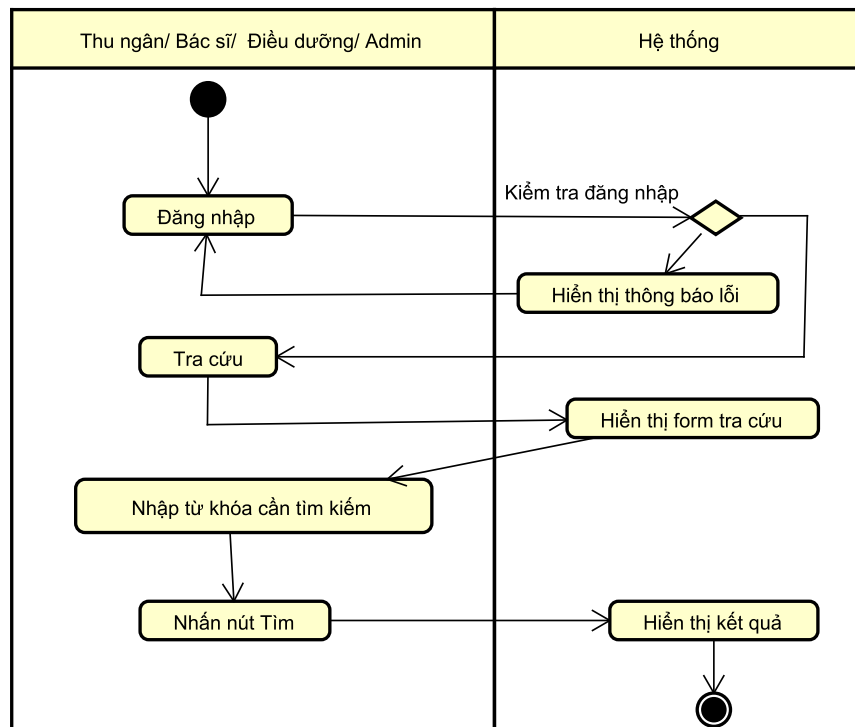 Thu ngân/ Bác sĩ/ Điều dưỡng/ Admin
Hệ thống
Kiểm tra đăng nhập
Đăng nhập
Hiển thị thông báo lỗi
Tra cứu
Hiển thị form tra cứu
Nhập từ khóa cần tìm kiếm
Nhấn nút Tìm
Hiển thị kết quả